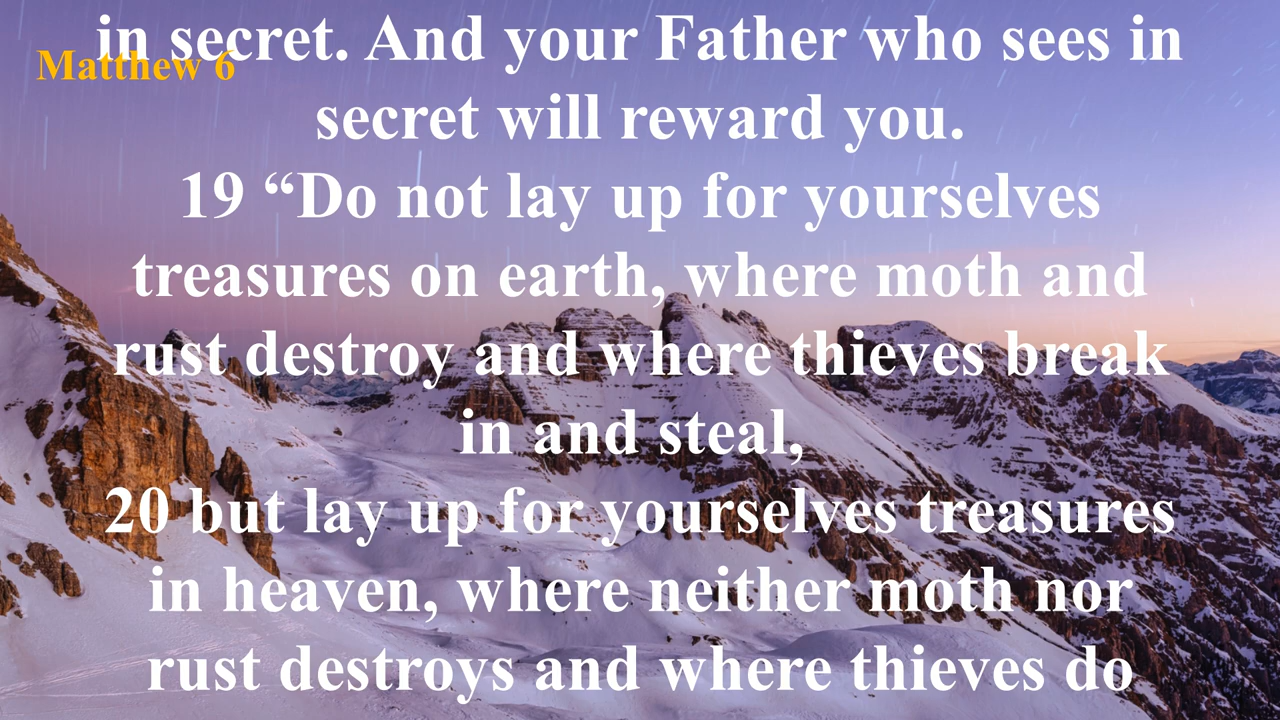 in secret. And your Father who sees in
Matthew 6
secret will reward you.
19 “Do not lay up for yourselves
treasures on earth, where moth and
rust destroy and where thieves break
in and steal,
20 but lay up for yourselves treasures
in heaven, where neither moth nor
rust destroys and where thieves do